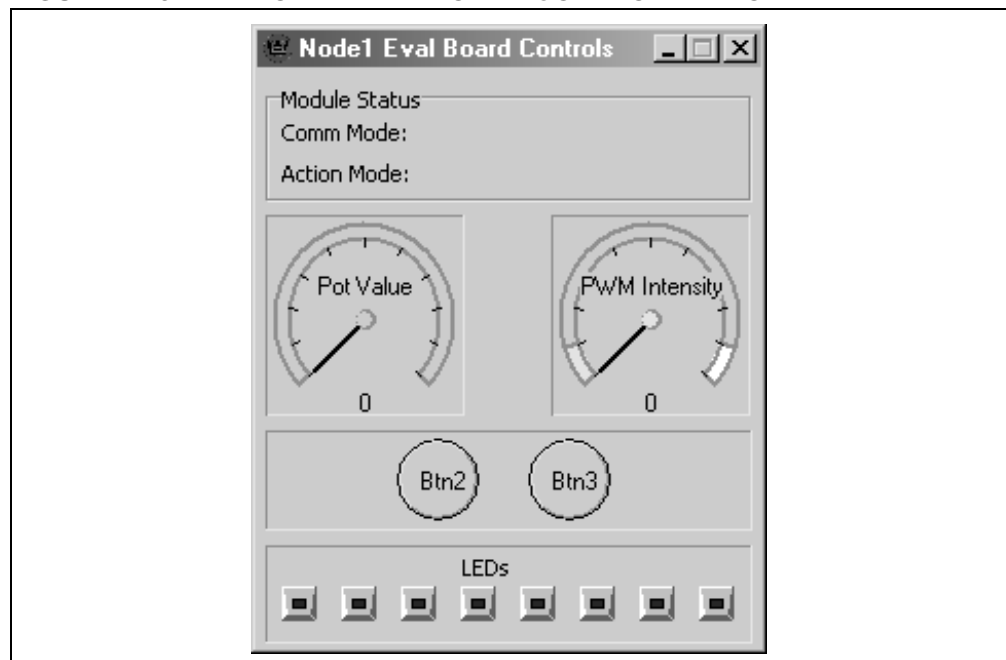 Node1 Eval Board Controls
Module Status
Comm Mode:
Action Mode:
Pot Value
PWM Intensity
0
0
Btn2
Btn3
LEDs